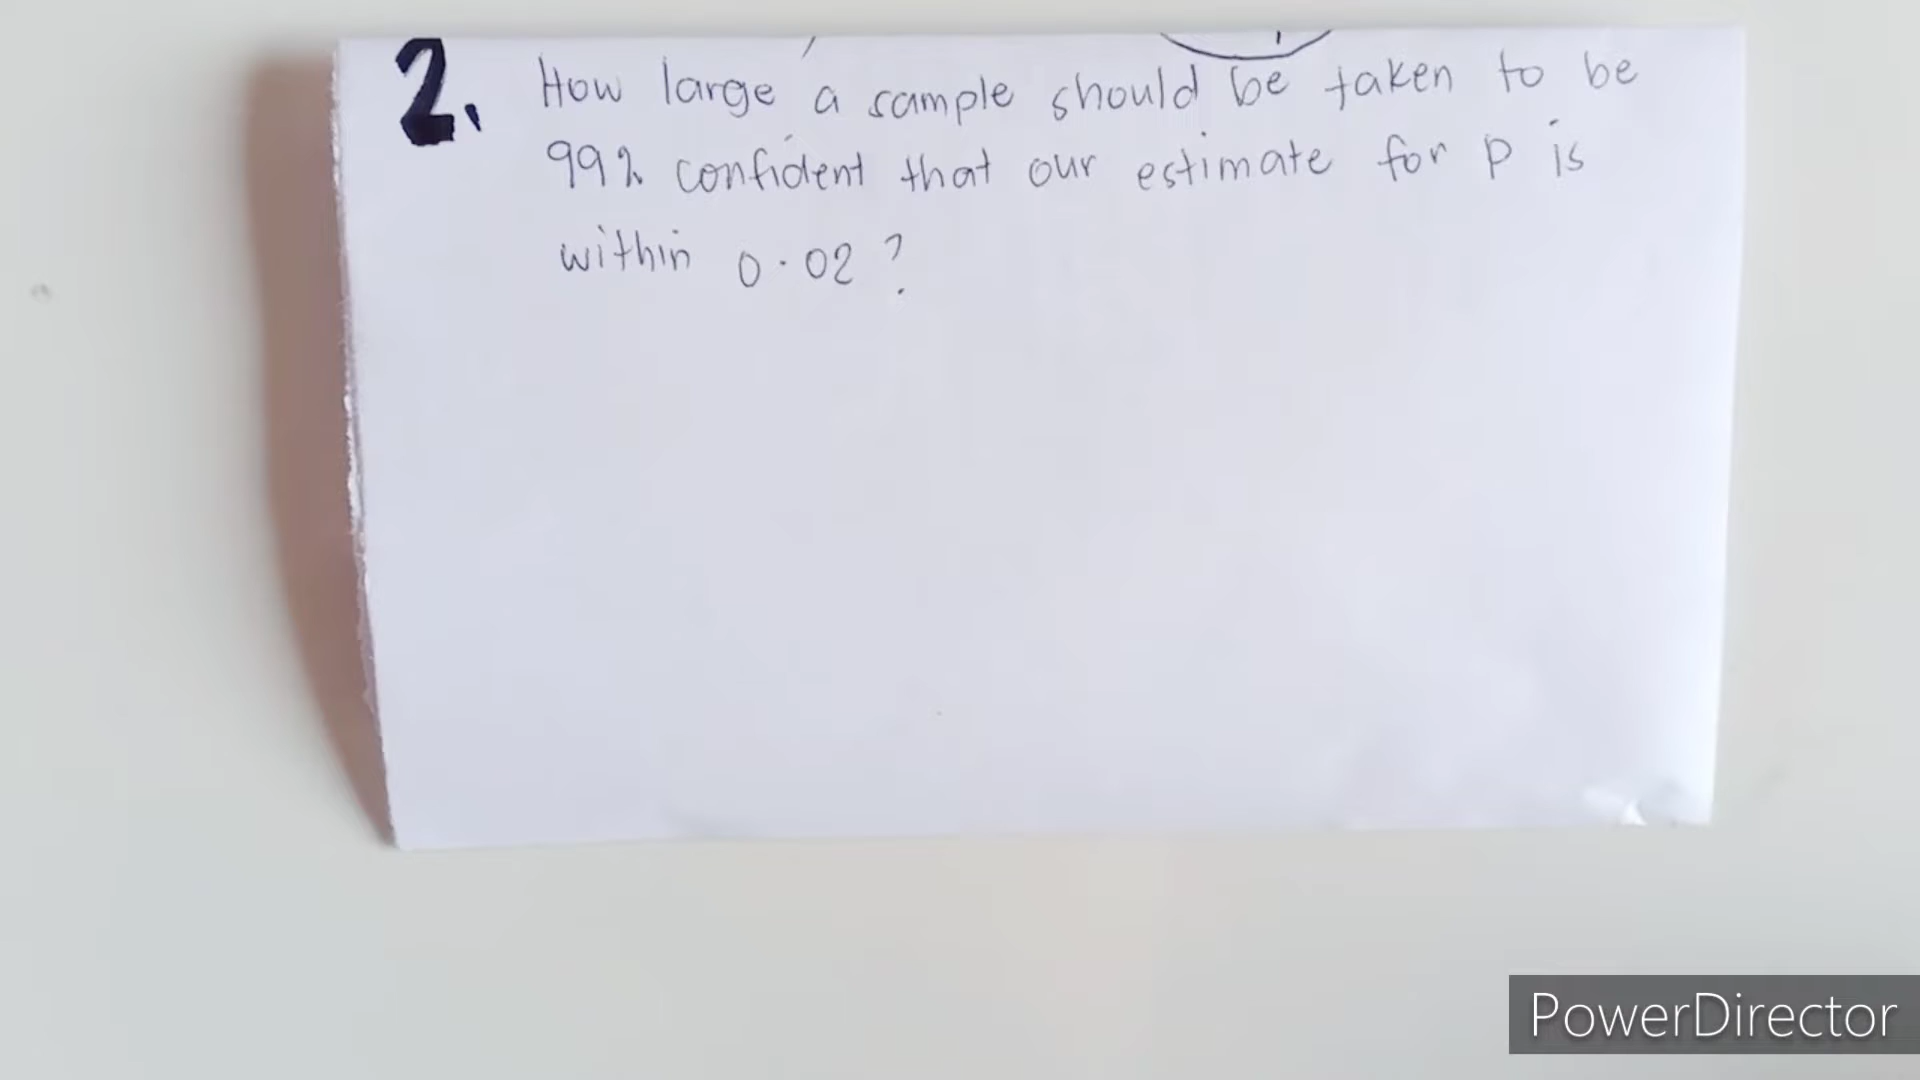 2. How large a sample should be taken to be
99% confident that our estimate for p is
within 0.02?
PowerDirector